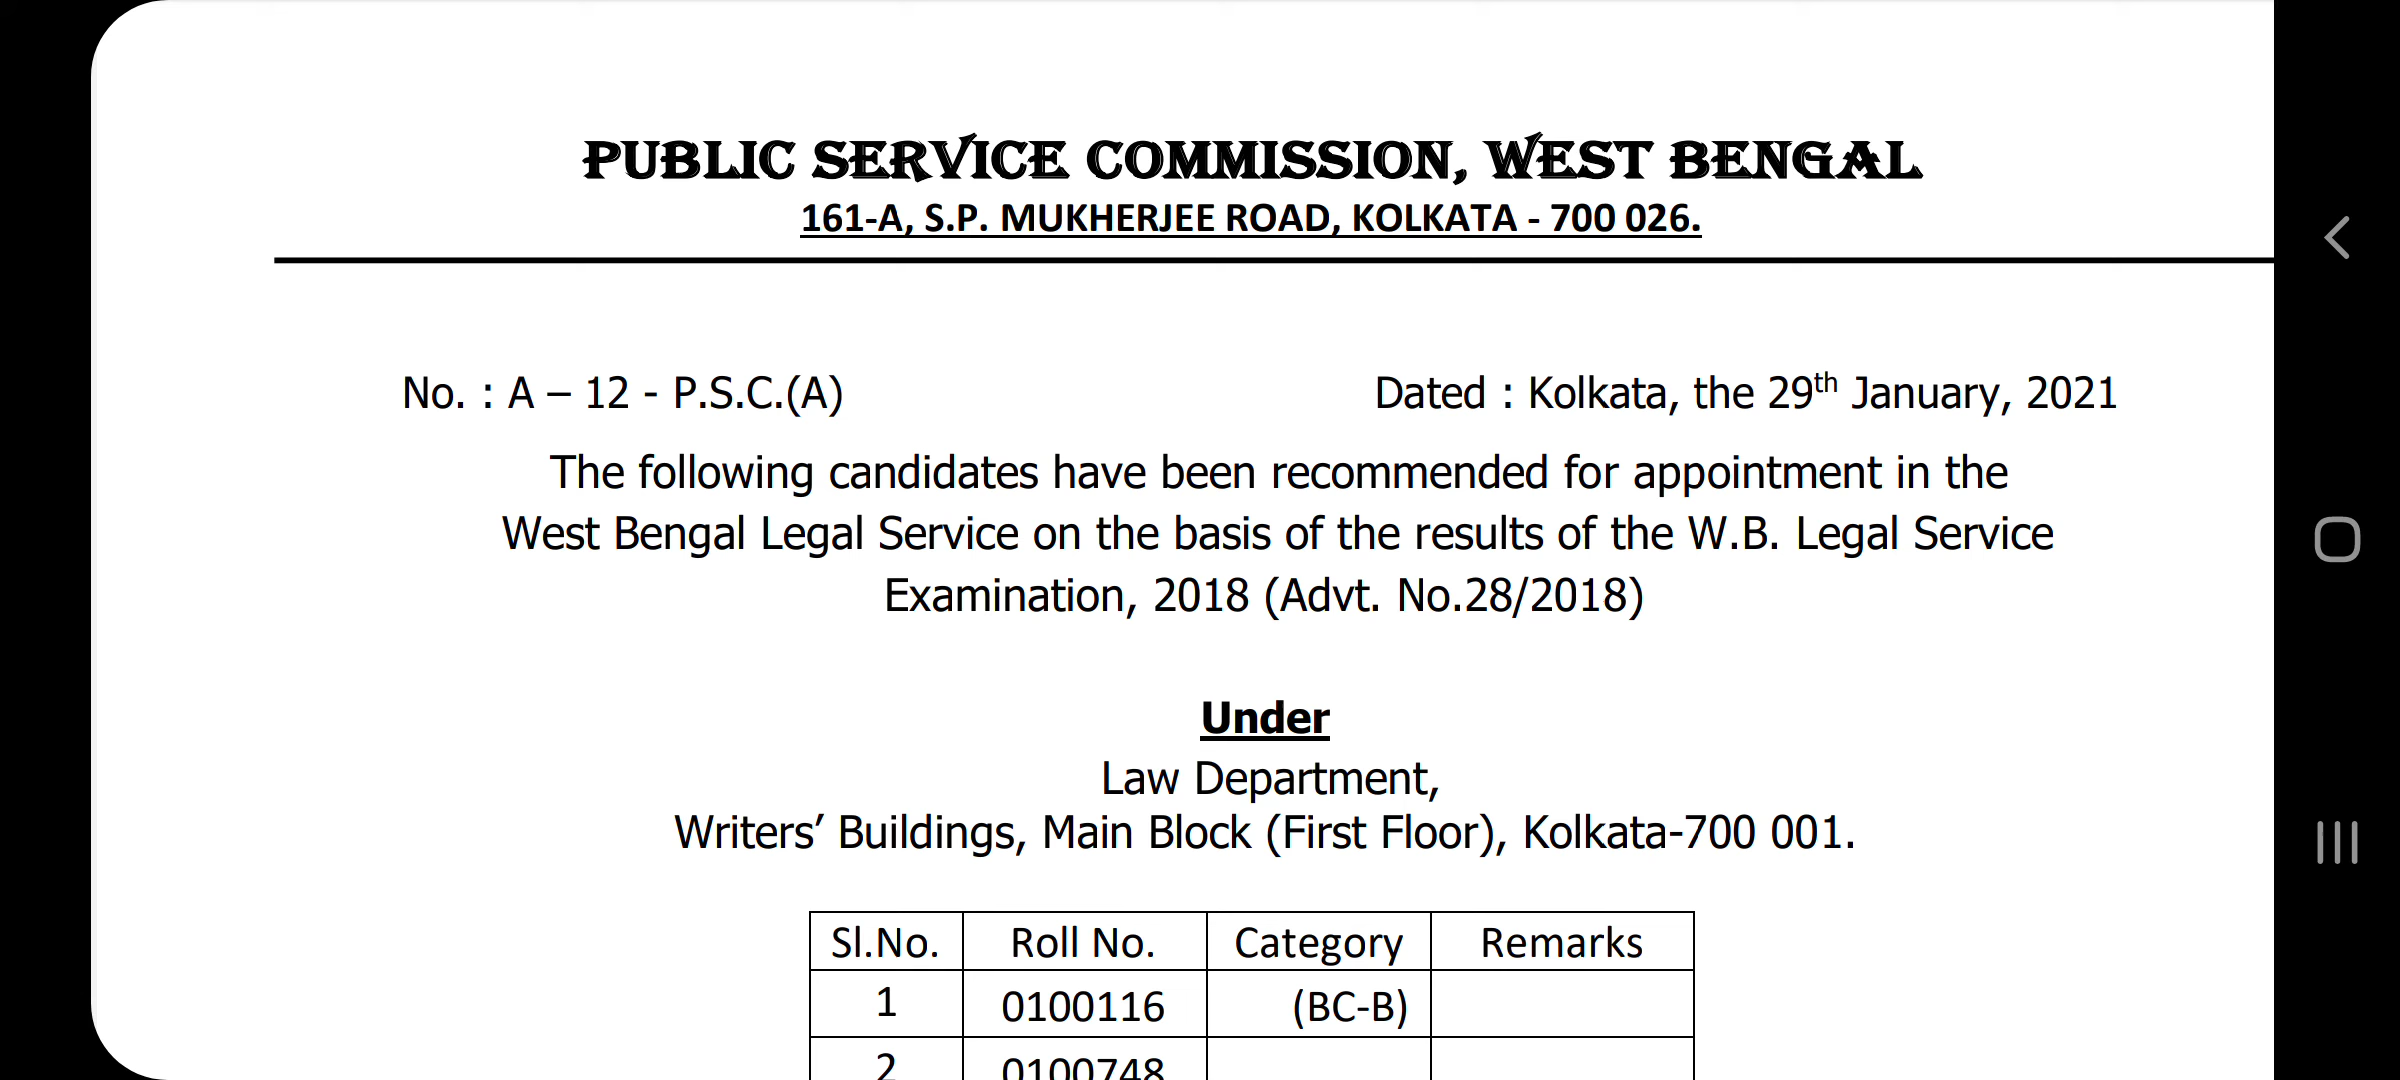 PUBLIC SERVICE COMMISSION, WEST BENGAL
161-A, S.P. MUKHERJEE ROAD, KOLKATA - 700 026.
No. : A – 12 - P.S.C.(A) Dated : Kolkata, the 29th January, 2021
The following candidates have been recommended for appointment in the
West Bengal Legal Service on the basis of the results of the W.B. Legal Service
Examination, 2018 (Advt. No.28/2018)
Under
Law Department,
Writers’ Buildings, Main Block (First Floor), Kolkata-700 001.
Sl.No. Roll No. Category Remarks
1 0100116 (BC-B)
2 0100748